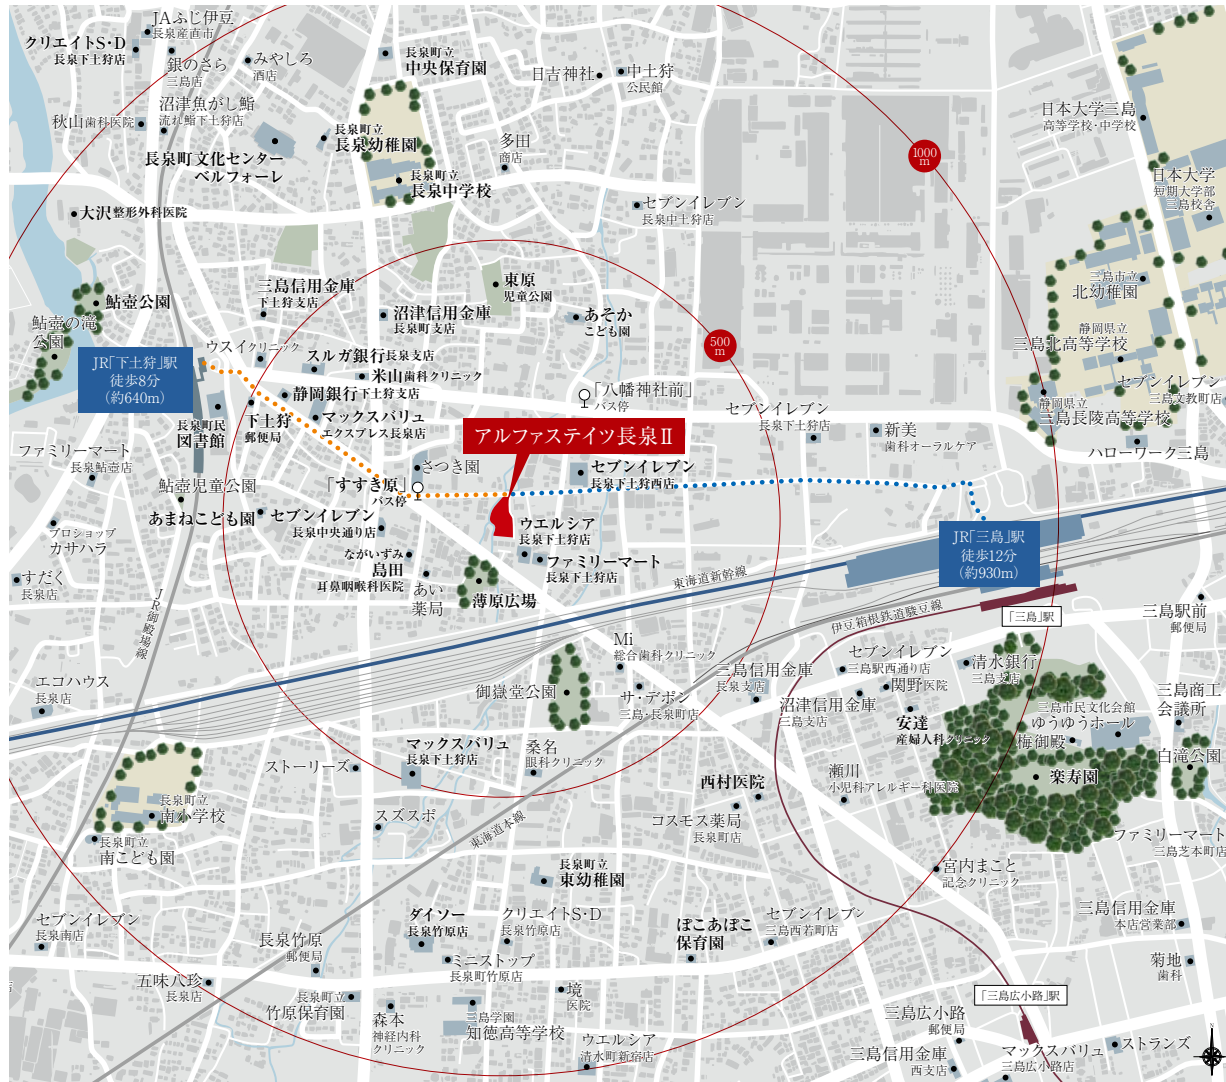 JAふじ伊豆
長泉産直市
クリエイトS・D
長泉下土狩店
銀のさら
三島店
みやしろ
酒店
長泉町立
中央保育園
日吉神社
中土狩
公民館
沼津魚がし鮨
流れ鮨下土狩店
秋山歯科医院
長泉町文化センター
ベルフォーレ
長泉町立
長泉幼稚園
多田
商店
長泉町立
長泉中学校
1000
m
日本大学三島
高等学校・中学校
日本大学
短期大学部
三島校舎
大沢整形外科医院
セブンイレブン
長泉中土狩店
三島信用金庫
下土狩支店
東原
児童公園
三島市立
北幼稚園
鮎壺公園
鮎壺の滝
公園
沼津信用金庫
長泉町支店
あそか
こども園
500
m
静岡県立
三島北高等学校
ウスイクリニック
JR「下土狩」駅
徒歩8分
(約640m)
スルガ銀行長泉支店
米山歯科クリニック
静岡銀行下土狩支店
「八幡神社前」
バス停
セブンイレブン
三島文教町店
静岡県立
三島長陵高等学校
長泉町民
図書館
下土狩
郵便局
マックスバリュ
エクスプレス長泉店
アルファステイツ長泉Ⅱ
セブンイレブン
長泉下土狩店
新美
歯科オーラルケア
ハローワーク三島
ファミリーマート
長泉鮎壺店
さつき園
セブンイレブン
長泉下土狩西店
鮎壺児童公園
「すすき原」
バス停
あまねこども園
セブンイレブン
長泉中央通り店
ウエルシア
長泉下土狩店
プロショップ
カサハラ
JR「三島」駅
徒歩12分
(約930m)
ながいずみ
島田
耳鼻咽喉科医院
ファミリーマート
長泉下土狩店
すだく
長泉店
あい
薬局
薄原広場
東海道新幹線
JR御殿場線
「三島」駅
三島駅前
郵便局
伊豆箱根鉄道駿豆線
Mi
総合歯科クリニック
セブンイレブン
三島駅西通り店
清水銀行
三島支店
三島信用金庫
長泉支店
関野医院
エコハウス
長泉店
御嶽堂公園
サ・デポン
三島・長泉町店
沼津信用金庫
三島支店
三島商工
会議所
三島市民文化会館
ゆうゆうホール
安達
産婦人科クリニック
梅御殿
マックスバリュ
長泉下土狩店
桑名
眼科クリニック
白滝公園
ストーリーズ
瀬川
小児科アレルギー科医院
楽寿園
西村医院
長泉町立
南小学校
スズスポ
コスモス薬局
長泉町店
東海道本線
ファミリーマート
三島芝本町店
長泉町立
南こども園
長泉町立
東幼稚園
宮内まこと
記念クリニック
セブンイレブン
長泉南店
ダイソー
長泉竹原店
クリエイトS・D
長泉竹原店
ぽこあぽこ
保育園
セブンイレブン
三島西若町店
三島信用金庫
本店営業部
長泉竹原
郵便局
ミニストップ
長泉町竹原店
菊地
歯科
五味八珍
長泉店
長泉町立
竹原保育園
境
医院
「三島広小路」駅
森本
神経内科
クリニック
三島学園
知徳高等学校
三島広小路
郵便局
ウエルシア
清水町新宿店
三島信用金庫
西支店
マックスバリュ
三島広小路店
ストランズ
店
N